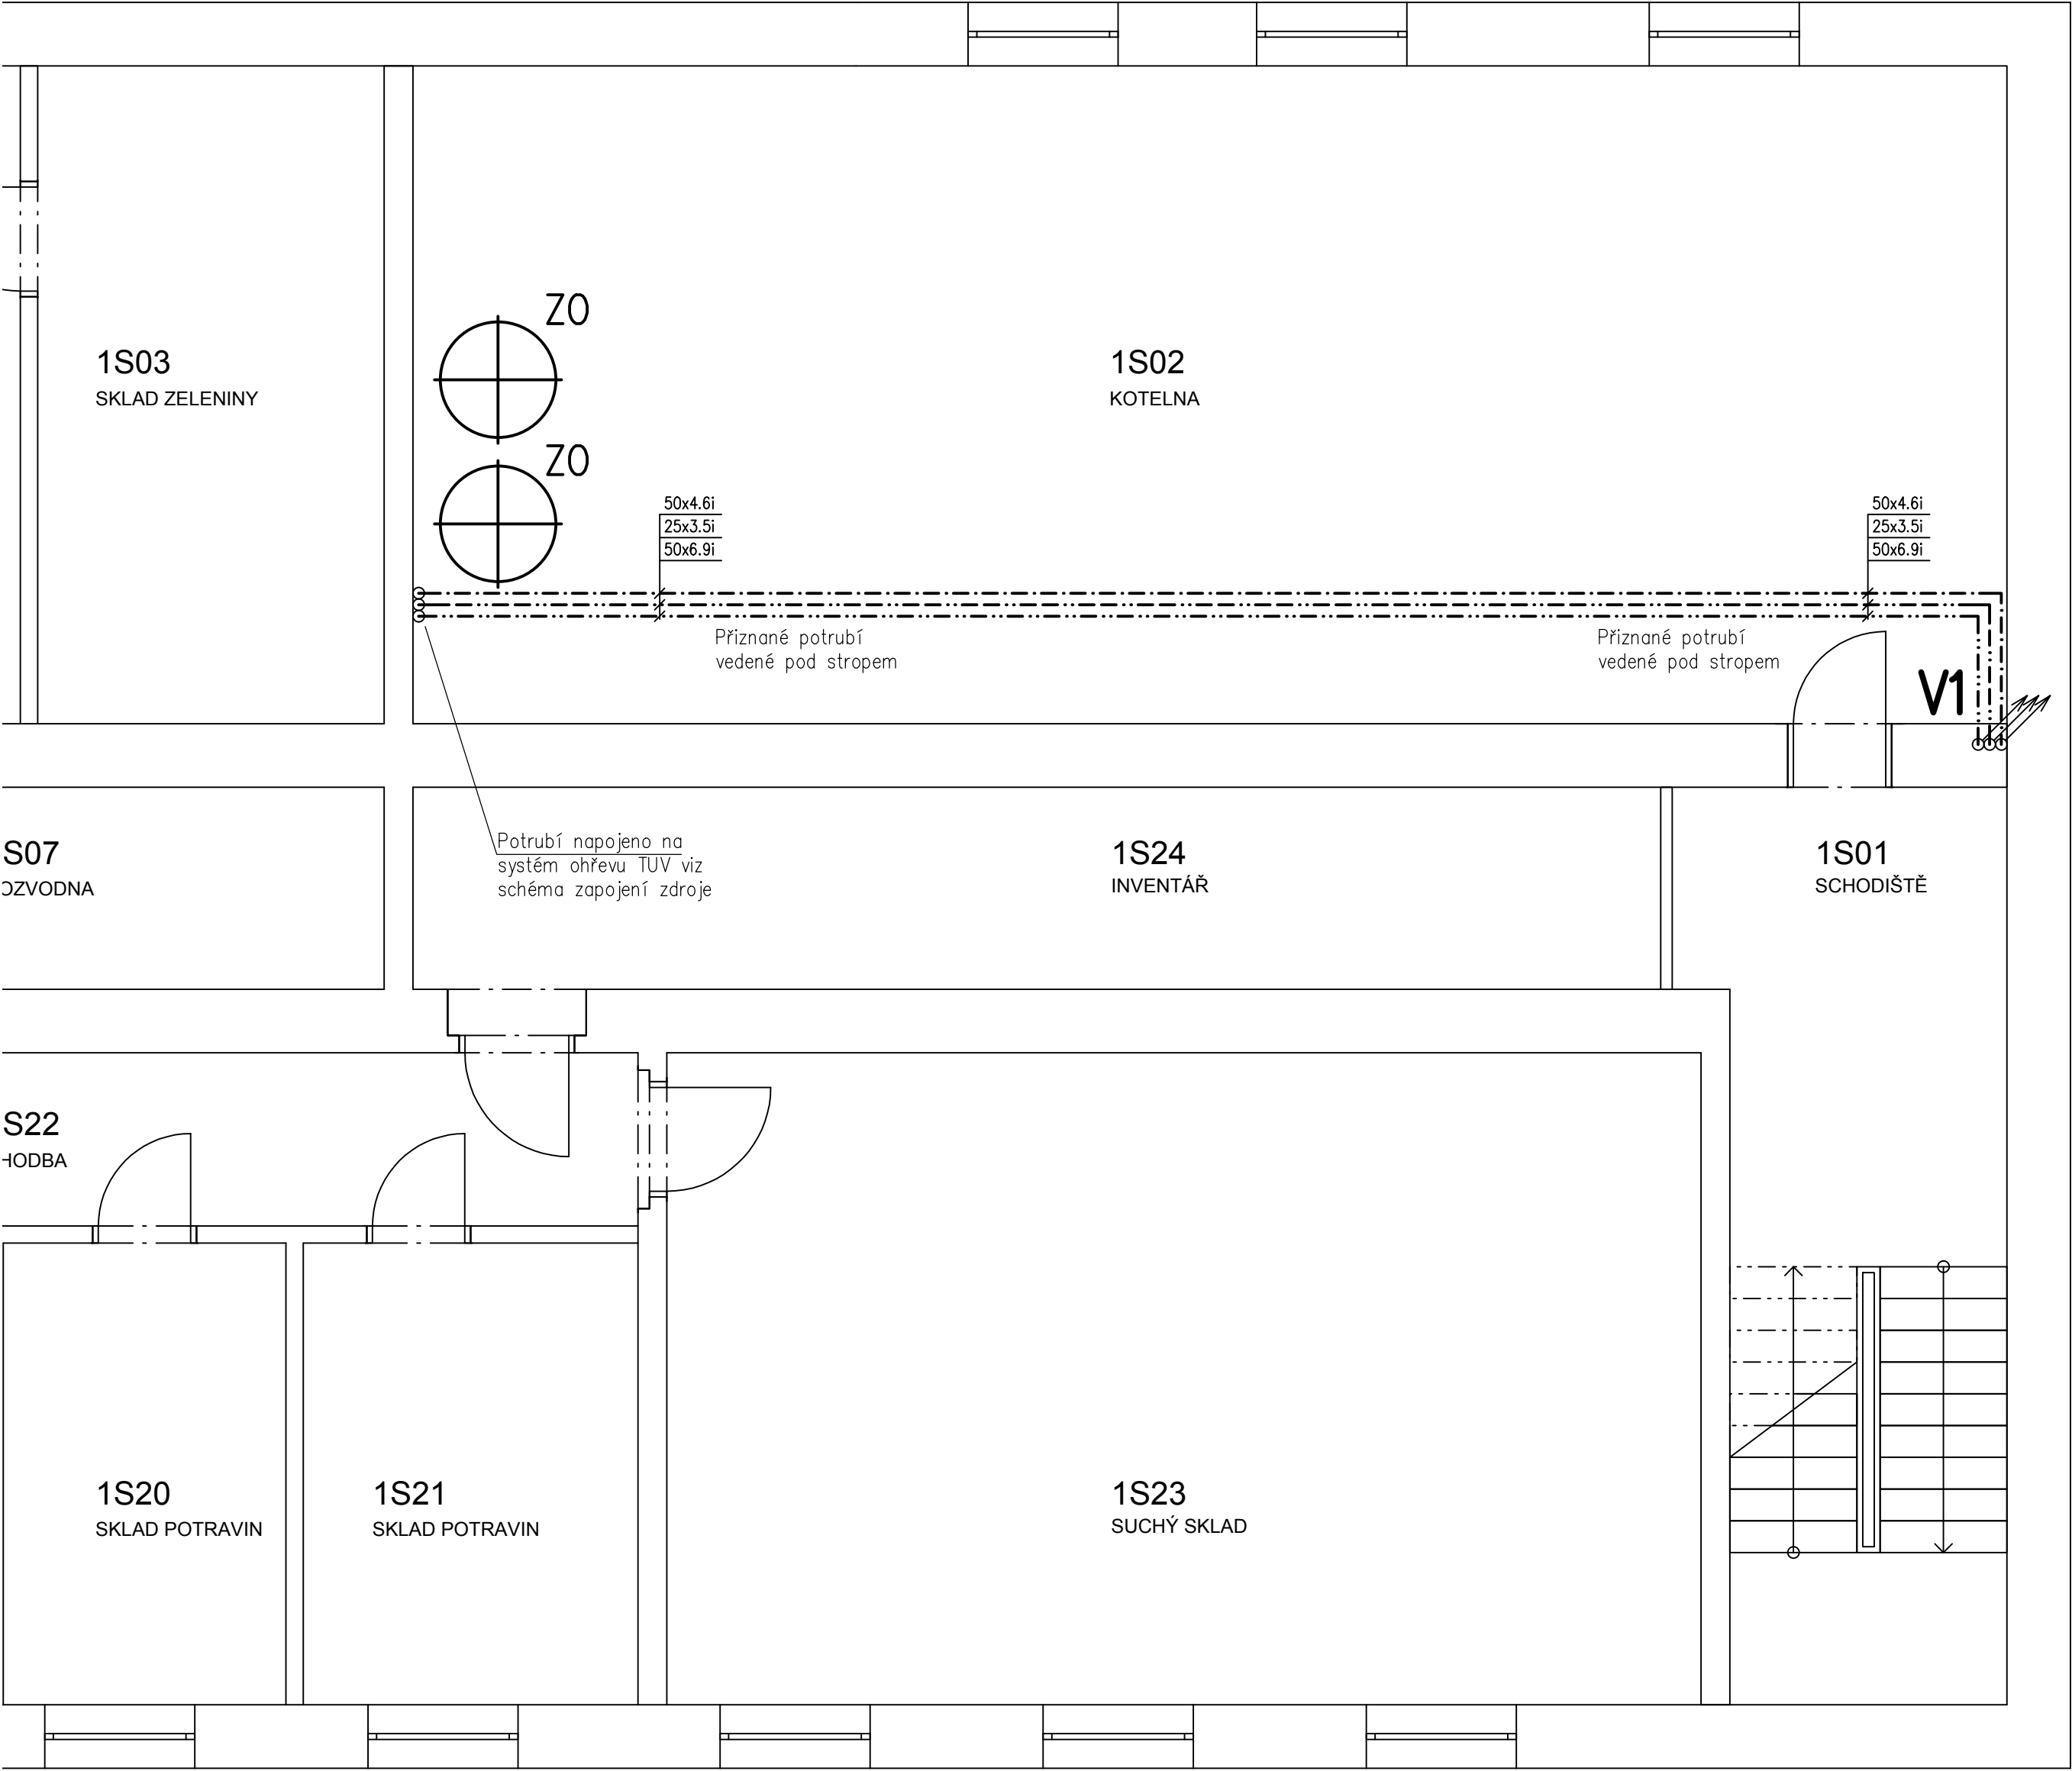 ZO
1S03
SKLAD ZELENINY
1S02
KOTELNA
ZO
50x4.6i
25x3.5i
50x6.9i
50x4.6i
25x3.5i
50x6.9i
Přiznané potrubí
vedené pod stropem
Přiznané potrubí
vedené pod stropem
V1
Potrubí napojeno na
systém ohřevu TUV viz
schéma zapojení zdroje
S07
OZVODNA
1S24
INVENTÁŘ
1S01
SCHODIŠTĚ
S22
HODBA
1S20
SKLAD POTRAVIN
1S21
SKLAD POTRAVIN
1S23
SUCHÝ SKLAD